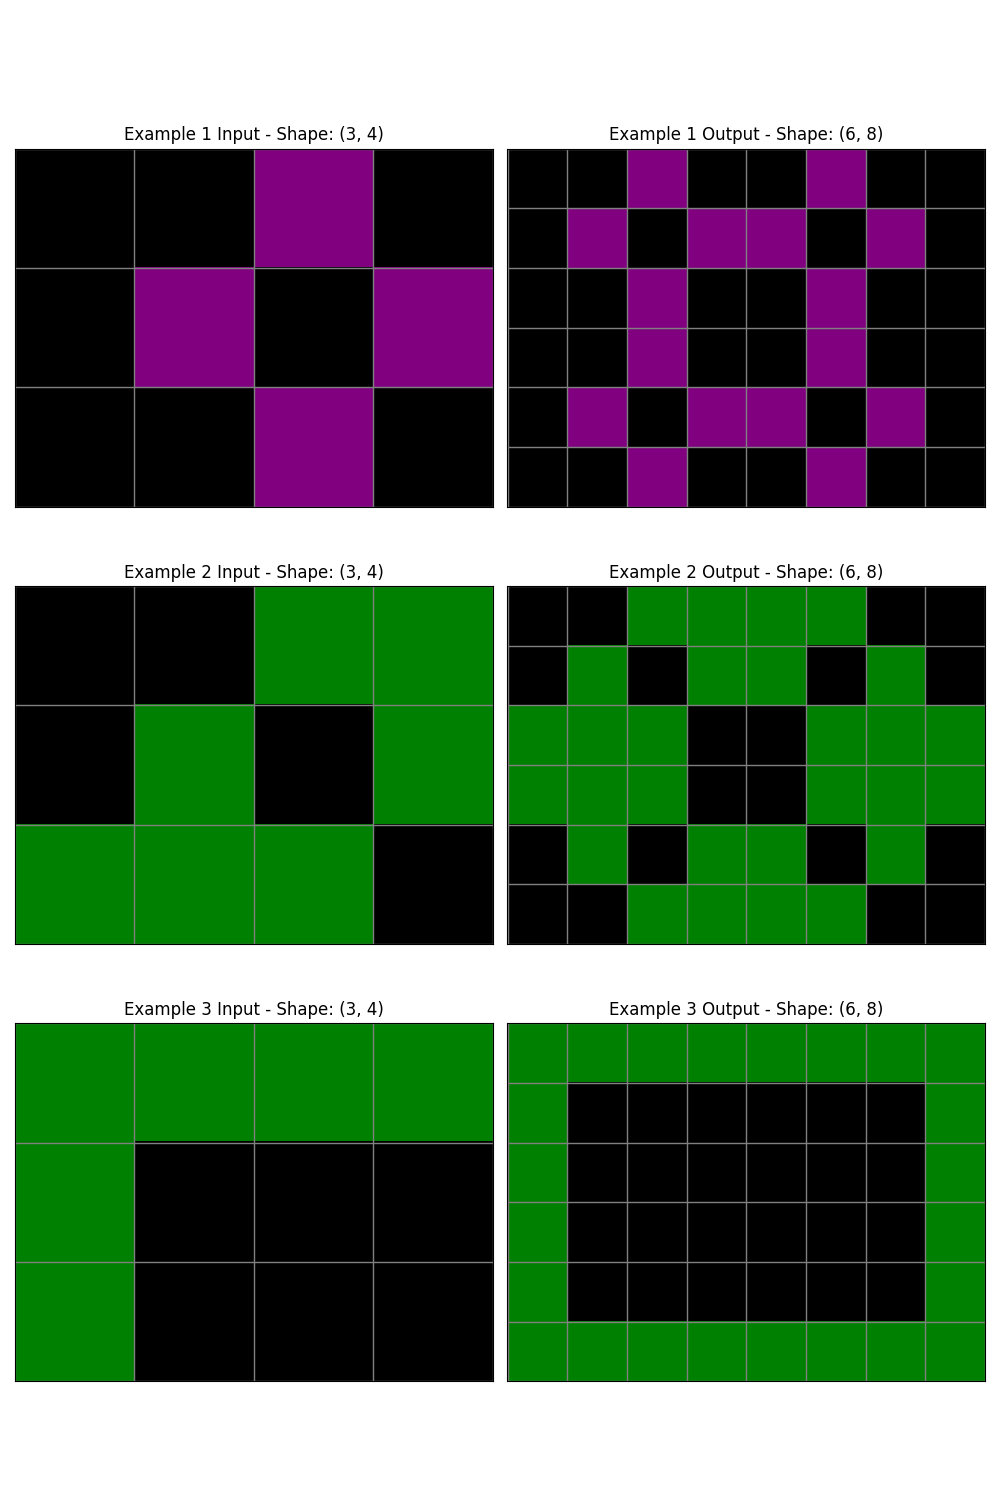 Example 1 Input - Shape: (3, 4)
Example 1 Output - Shape: (6, 8)
Example 2 Input - Shape: (3, 4)
Example 2 Output - Shape: (6, 8)
Example 3 Input - Shape: (3, 4)
Example 3 Output - Shape: (6, 8)